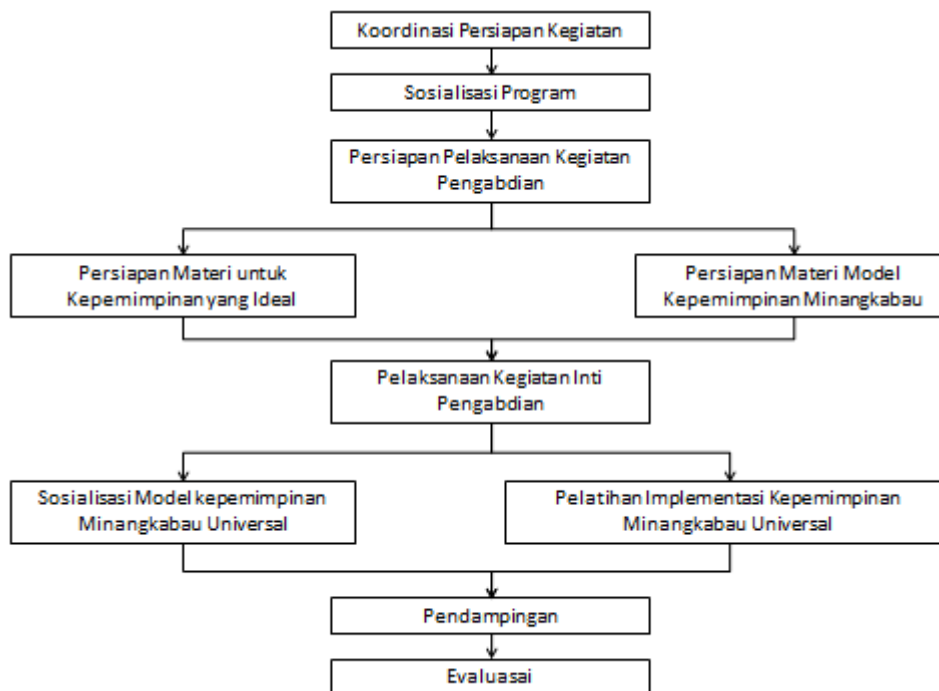 Koordinasi Persiapan Kegiatan
Sosialisasi Program
Persiapan Pelaksanaan Kegiatan
Pengabdian
Persiapan Materi untuk
Kepemimpinan yang Ideal
Persiapan Materi Model
Kepemimpinan Minangkabau
Pelaksanaan Kegiatan Inti
Pengabdian
Sosialisasi Model kepemimpinan
Minangkabau Universal
Pelatihan Implementasi Kepemimpinan
Minangkabau Universal
Pendampingan
Evaluasai